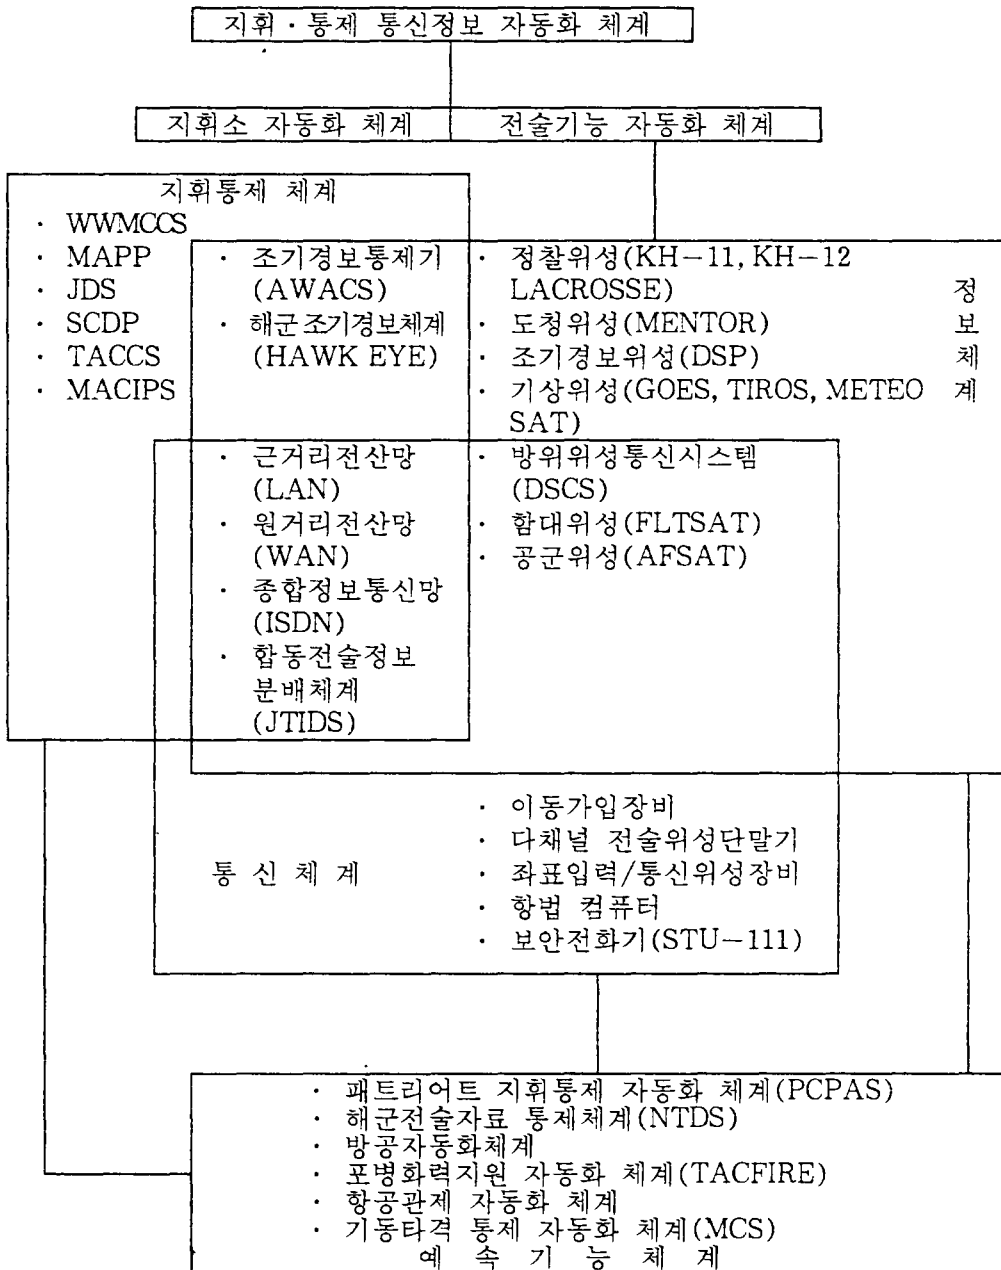 지휘·통제 통신정보 자동화 체계
지휘소 자동화 체계
전술기능 자동화 체계
지휘통제 체계
· WWMCCS
· MAPP
· JDS
· SCDP
· TACCS
· MACIPS
· 조기경보통제기
(AWACS)
· 해군조기경보체계
(HAWK EYE)
· 정찰위성(KH-11, KH-12
LACROSSE)
· 도청위성(MENTOR)
· 조기경보위성(DSP)
· 기상위성(GOES, TIROS, METEO
SAT)
정
보
체
계
· 근거리전산망
(LAN)
· 원거리전산망
(WAN)
· 종합정보통신망
(ISDN)
· 합동전술정보
분배체계
(JTIDS)
· 방위위성통신시스템
(DSCS)
· 함대위성(FLTSAT)
· 공군위성(AFSAT)
통 신 체 계
· 이동가입장비
· 다채널 전술위성단말기
· 좌표입력/통신위성장비
· 항법 컴퓨터
· 보안전화기(STU-111)
· 패트리어트 지휘통제 자동화 체계(PCPAS)
· 해군전술자료 통제체계(NTDS)
· 방공자동화체계
· 포병화력지원 자동화 체계(TACFIRE)
· 항공관제 자동화 체계
· 기동타격 통제 자동화 체계(MCS)
예 속 기 능 체 계